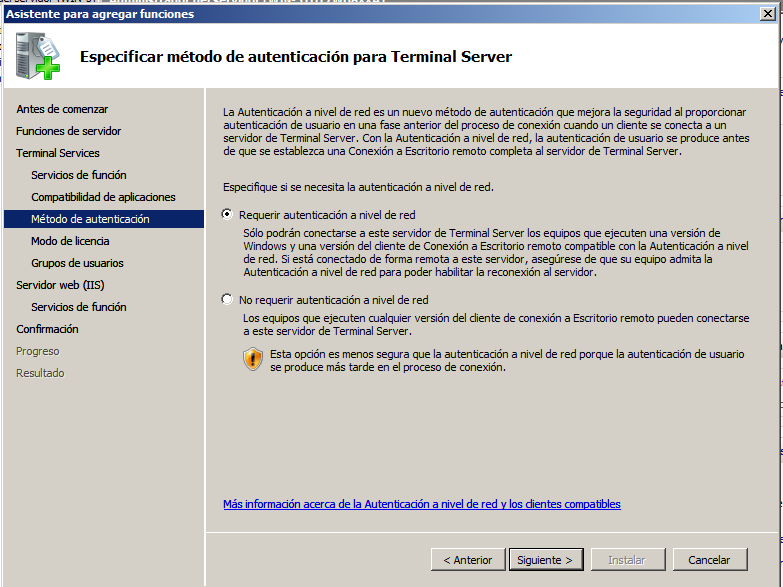 Asistente para agregar funciones
Especificar método de autenticación para Terminal Server
Antes de comenzar
Funciones de servidor
Terminal Services
Servicios de función
Compatibilidad de aplicaciones
Método de autenticación
Modo de licencia
Grupos de usuarios
Servidor web (IIS)
Servicios de función
Confirmación
Progreso
Resultado
La Autenticación a nivel de red es un nuevo método de autenticación que mejora la seguridad al proporcionar
autenticación de usuario en una fase anterior del proceso de conexión cuando un cliente se conecta a un
servidor de Terminal Server. Con la Autenticación a nivel de red, la autenticación de usuario se produce antes
de que se establezca una Conexión a Escritorio remoto completa al servidor de Terminal Server.
Especifique si se necesita la autenticación a nivel de red.
Requerir autenticación a nivel de red
Sólo podrán conectarse a este servidor de Terminal Server los equipos que ejecuten una versión de
Windows y una versión del cliente de Conexión a Escritorio remoto compatible con la Autenticación a nivel
de red. Si está conectado de forma remota a este servidor, asegúrese de que su equipo admita la
Autenticación a nivel de red para poder habilitar la reconexión al servidor.
No requerir autenticación a nivel de red
Los equipos que ejecuten cualquier versión del cliente de conexión a Escritorio remoto pueden conectarse
a este servidor de Terminal Server.
Esta opción es menos segura que la autenticación a nivel de red porque la autenticación de usuario
se produce más tarde en el proceso de conexión.
Más información acerca de la Autenticación a nivel de red y los clientes compatibles
< Anterior
Siguiente >
Instalar
Cancelar